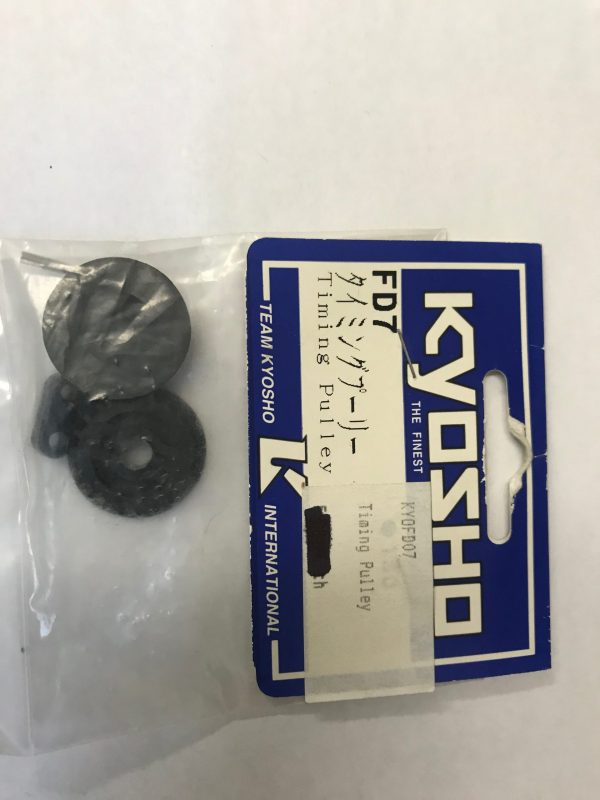 KYOSHO
THE FINEST
FD7
タイミングプーリー
Timing Pulley
KYOFD07
Timing Pulley
TEAM KYOSHO
K
INTERNATIONAL